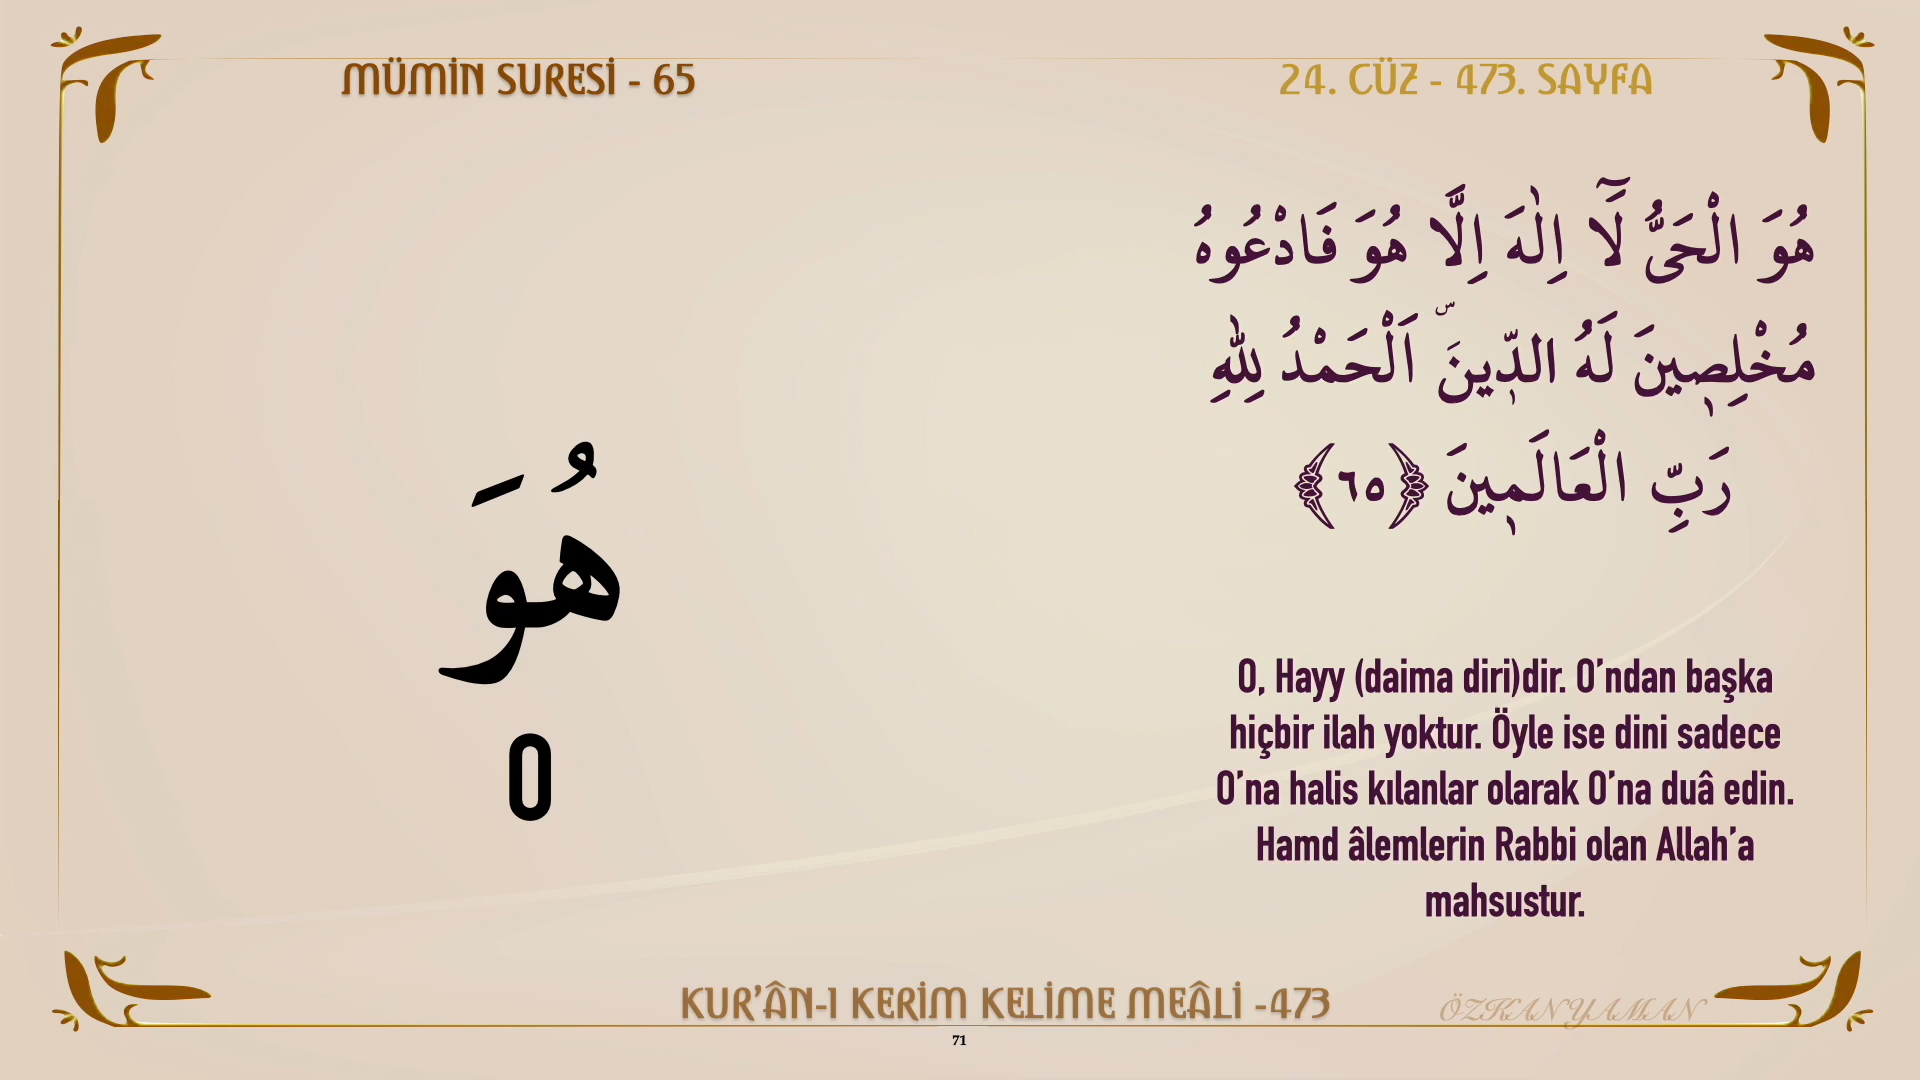 MÜMİN SURESİ - 65
24. CÜZ - 473. SAYFA
هُوَ الْحَىُّ لَٓا اِلٰهَ اِلَّا هُوَ فَادْعُوهُ
مُخْلِصٖينَ لَهُ الدّٖينَۜ اَلْحَمْدُ لِلّٰهِ
رَبِّ الْعَالَمٖينَ ﴿٦٥﴾
هُوَ
O
O, Hayy (daima diri)dir. O’ndan başka
hiçbir ilah yoktur. Öyle ise dini sadece
O’na halis kılanlar olarak O’na duâ edin.
Hamd âlemlerin Rabbi olan Allah’a
mahsustur.
KUR’ÂN-I KERİM KELİME MEÂLİ -473
ÖZKAN YAMAN
71